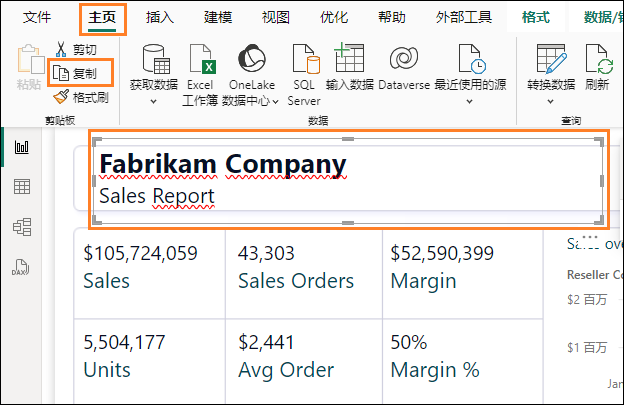 文件 主页 插入 建模 视图 优化 帮助 外部工具 格式 数据/
粘贴
剪切
复制
格式刷
剪贴板
获取数据
Excel
工作簿
OneLake
数据中心
SQL
Server
输入数据
Dataverse
最近使用的源
数据
转换数据
刷新
查询
DAX
Fabrikam Company
Sales Report
$105,724,059 43,303 $52,590,399
Sales Sales Orders Margin
5,504,177 $2,441 50%
Units Avg Order Margin %
Sales ove
Reseller Co
$2 百万
$1 百万
Jan